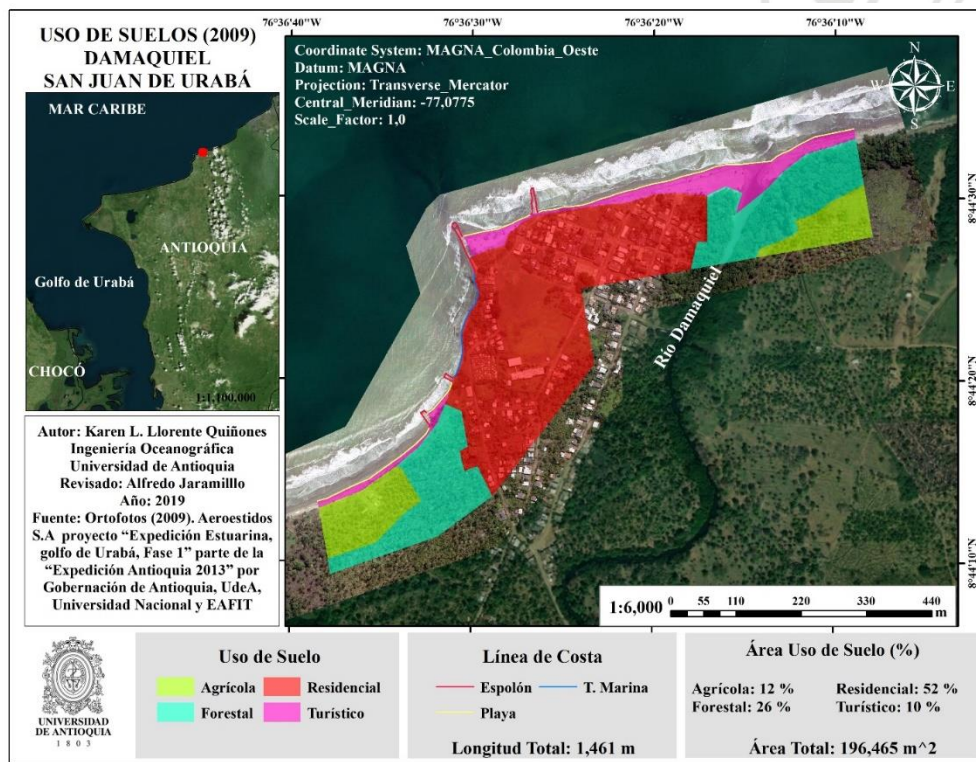 76°36'40"W
76°36'30"W
76°36'20"W
76°36'10"W
USO DE SUELOS (2009)
DAMAQUIEL
SAN JUAN DE URABÁ
MAR CARIBE
ANTIOQUIA
Golfo de Urabá
CHOCÓ
1:1,100,000
Coordinate System: MAGNA_Colombia_Oeste
Datum: MAGNA
Projection: Transverse_Mercator
Central_Meridian: -77,0775
Scale_Factor: 1,0
N
W
E
S
Río Damaquiel
8°44'30"N
8°44'20"N
8°44'10"N
Autor: Karen L. Llorente Quiñones
Ingeniería Oceanográfica
Universidad de Antioquia
Revisado: Alfredo Jaramilllo
Año: 2019
Fuente: Ortofotos (2009). Aeroestidos
S.A proyecto “Expedición Estuarina,
golfo de Urabá, Fase 1” parte de la
“Expedición Antioquia 2013” por
Gobernación de Antioquia, UdeA,
Universidad Nacional y EAFIT
1:6,000
0 55 110 220 330 440
m
UNIVERSIDAD
DE ANTIOQUIA
1803
Uso de Suelo
Agrícola
Residencial
Forestal
Turístico
Línea de Costa
Espolón
T. Marina
Playa
Longitud Total: 1,461 m
Área Uso de Suelo (%)
Agrícola: 12 %
Residencial: 52 %
Forestal: 26 %
Turístico: 10 %
Área Total: 196,465 m^2